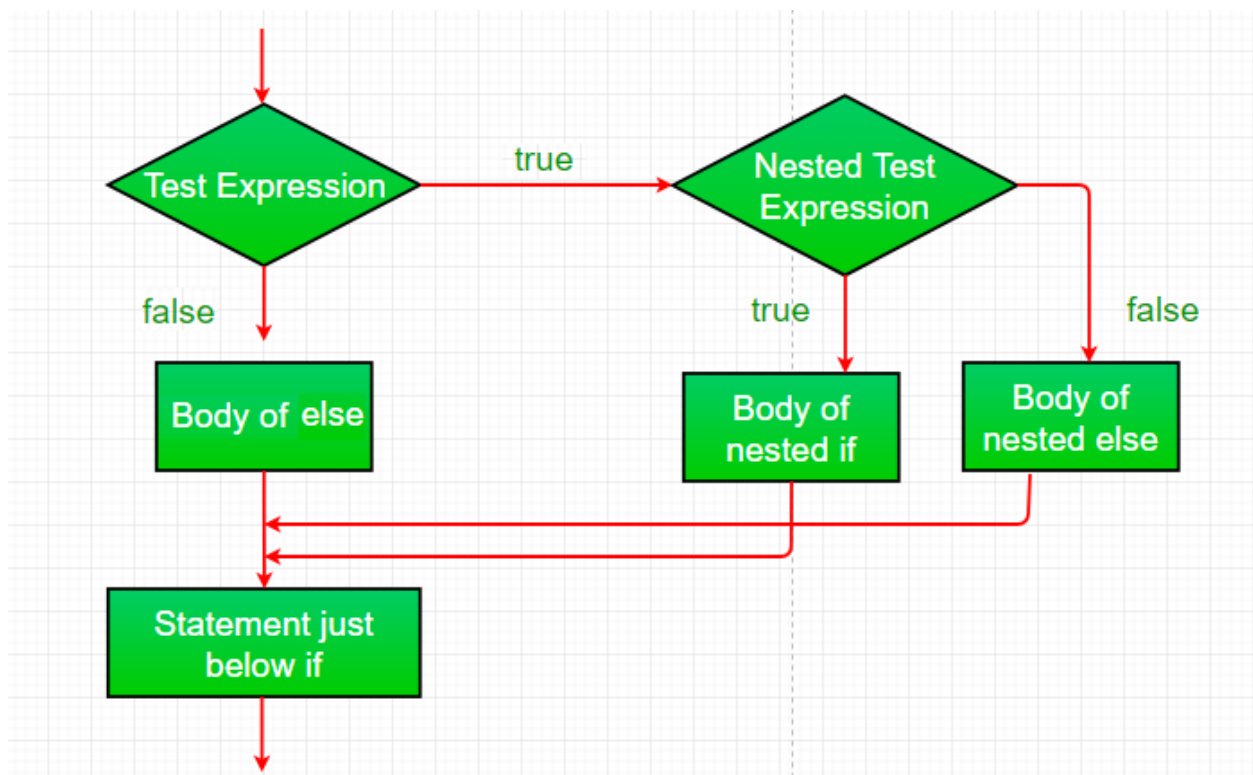 true
Test Expression
Nested Test
Expression
false
true
false
Body of else
Body of
nested if
Body of
nested else
Statement just
below if